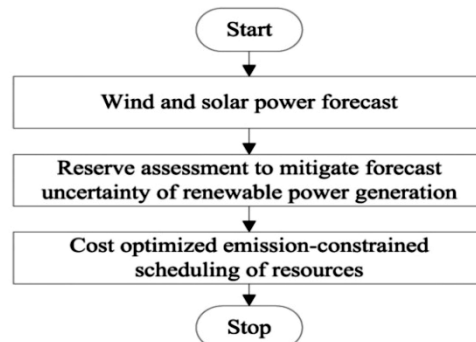 Start
Wind and solar power forecast
Reserve assessment to mitigate forecast
uncertainty of renewable power generation
Cost optimized emission-constrained
scheduling of resources
Stop